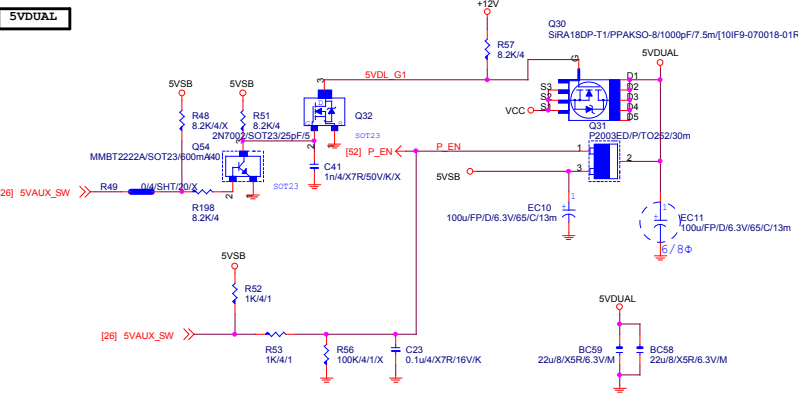 5VDUAL
+12V
Q30
SiRA18DP-T1/PPAKSO-8/1000pF/7.5m/[10IF9-070018-01R
R57
8.2K/4
5VDUAL
G
5VSB
5VSB
3
5VDL_G1
S3
S2
S1
D1
D2
D3
D4
D5
VCC
R48
8.2K/4/X
R51
8.2K/4
2N7002/SOT23/25pF/5
Q32
SOT23
Q31
P2003ED/P/TO252/30m
Q54
MMBT2222A/SOT23/600mA/40
2
[52] P_EN
P_EN
1
2
3
C41
1n/4/X7R/50V/K/X
5VSB
SOT23
[26] 5VAUX_SW
R49
0/4/SHT/20/X
2
R198
8.2K/4
EC10
1
100u/FP/D/6.3V/65/C/13m
1
EC11
100u/FP/D/6.3V/65/C/13m
6/8Φ
5VSB
R52
1K/4/1
5VDUAL
[26] 5VAUX_SW
R53
1K/4/1
R56
100K/4/1/X
C23
0.1u/4/X7R/16V/K
BC59
22u/8/X5R/6.3V/M
BC58
22u/8/X5R/6.3V/M